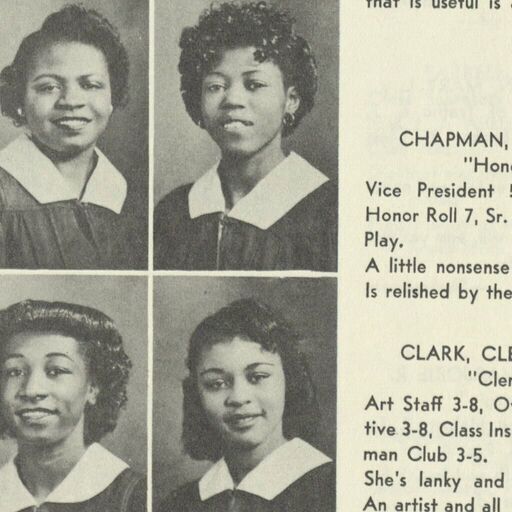 that is useful is a
CHAPMAN,
"Hono
Vice President 5
Honor Roll 7, Sr.
Play.
A little nonsense
Is relished by the
CLARK, CLE
"Cler
Art Staff 3-8, O
tive 3-8, Class Ins
man Club 3-5.
She's lanky and
An artist and all